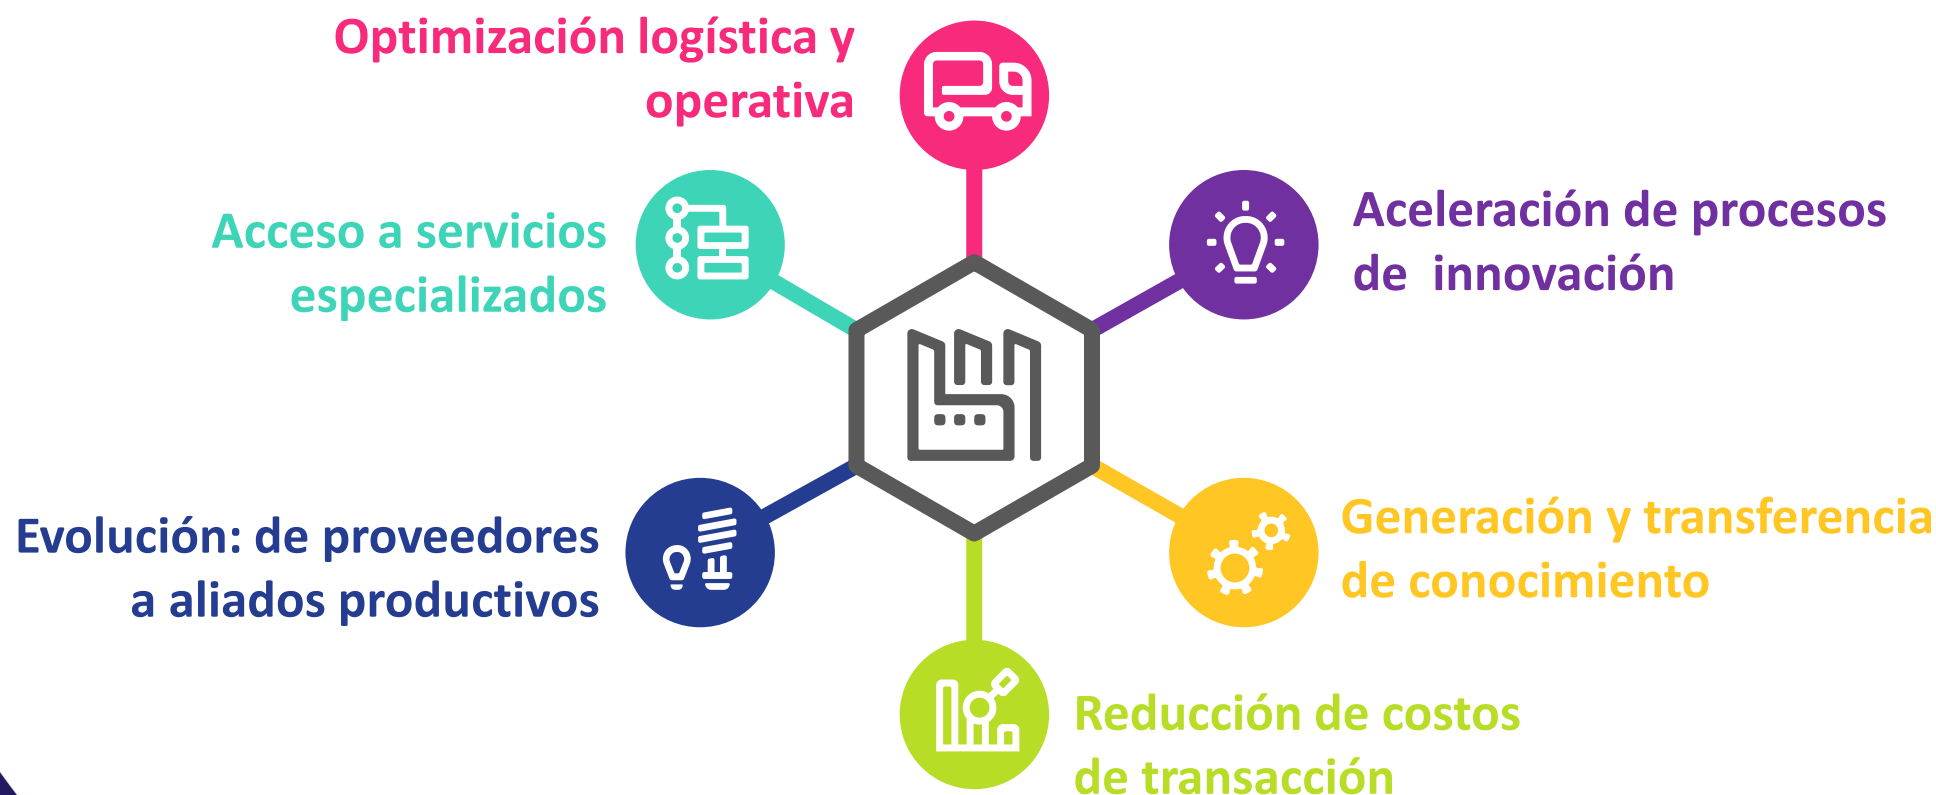 Optimización logística y
operativa
Acceso a servicios
especializados
Aceleración de procesos
de  innovación
Evolución: de proveedores
a aliados productivos
Generación y transferencia
de conocimiento
Reducción de costos
de transacción